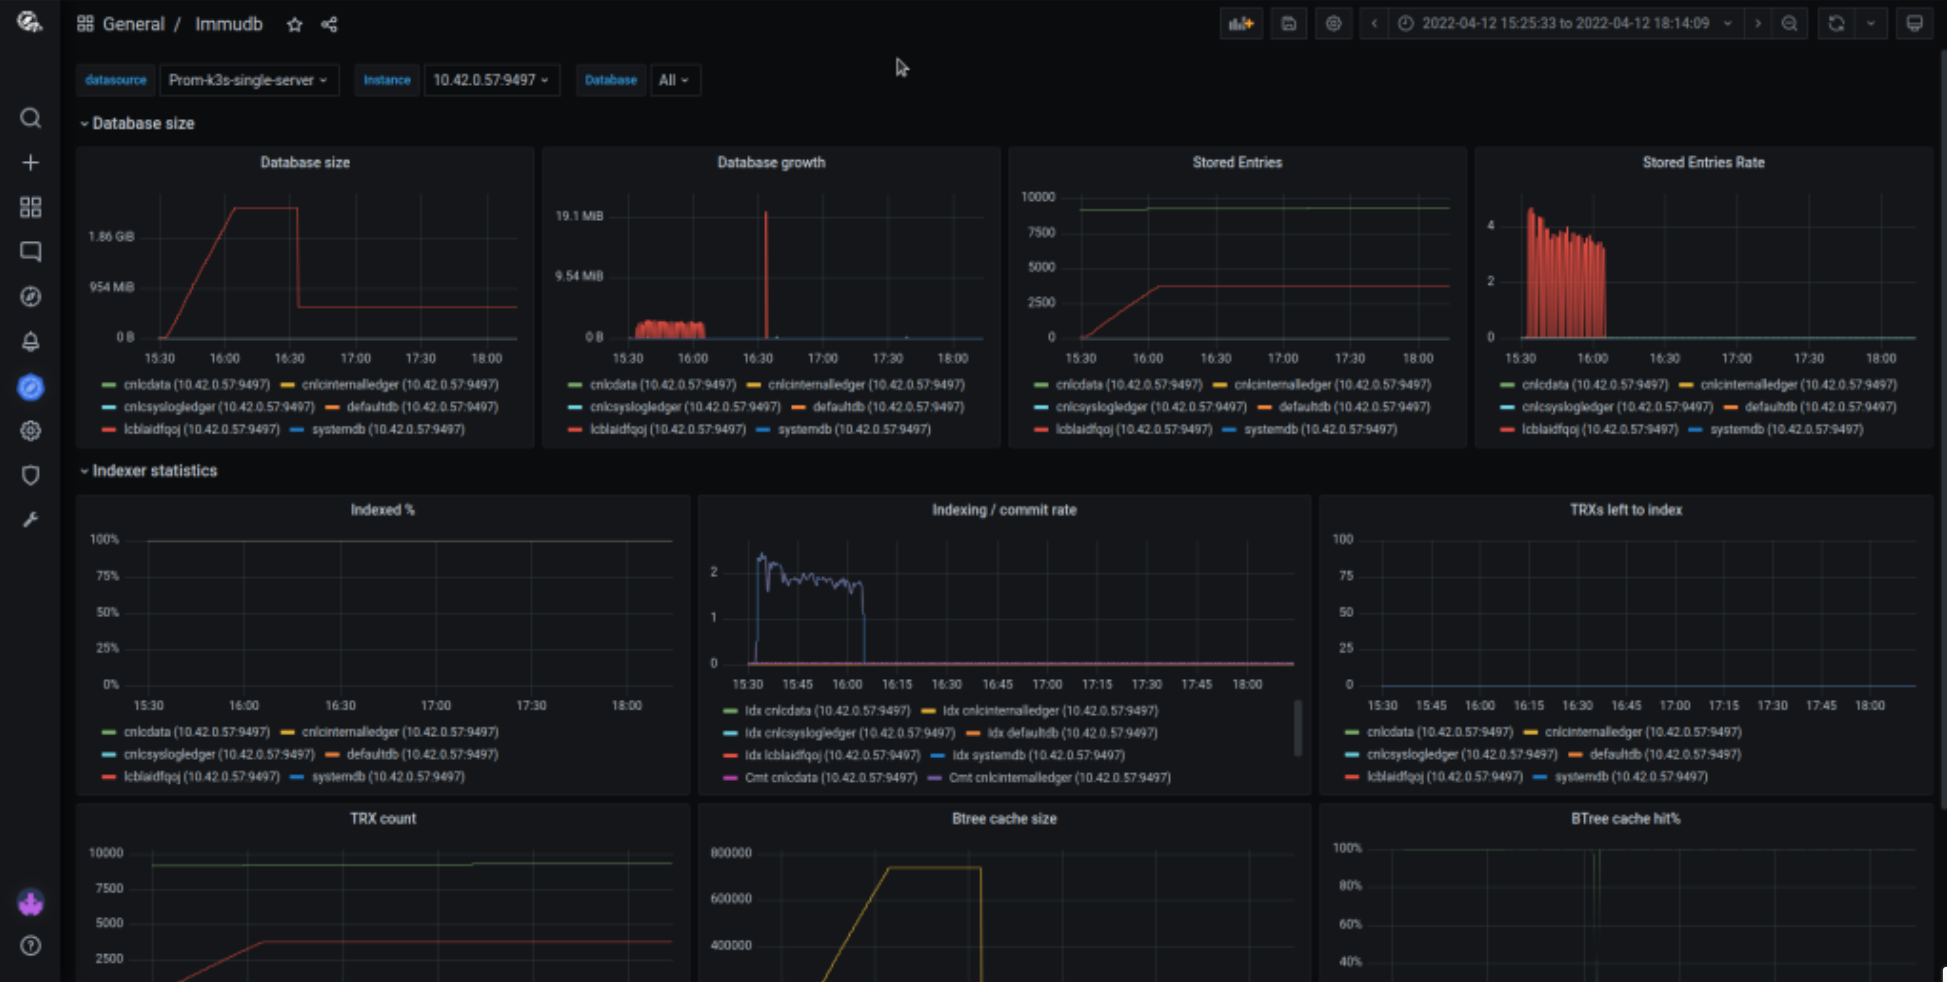 General / Immudb
2022-04-12 15:25:33 to 2022-04-12 18:14:09
datasource Prom-k3s-single-server Instance 10.42.0.57:9497 Database All
Database size
Database size
1.86 GiB
954 MiB
0 B
15:30 16:00 16:30 17:00 17:30 18:00
cnlcdata (10.42.0.57:9497) cnlcinternalledger (10.42.0.57:9497)
cnlcsyslogledger (10.42.0.57:9497) defaultdb (10.42.0.57:9497)
lcblaidfqoj (10.42.0.57:9497) systemdb (10.42.0.57:9497)
Database growth
19.1 MiB
9.54 MiB
0 B
15:30 16:00 16:30 17:00 17:30 18:00
cnlcdata (10.42.0.57:9497) cnlcinternalledger (10.42.0.57:9497)
cnlcsyslogledger (10.42.0.57:9497) defaultdb (10.42.0.57:9497)
lcblaidfqoj (10.42.0.57:9497) systemdb (10.42.0.57:9497)
Stored Entries
10000
7500
5000
2500
0
15:30 16:00 16:30 17:00 17:30 18:00
cnlcdata (10.42.0.57:9497) cnlcinternalledger (10.42.0.57:9497)
cnlcsyslogledger (10.42.0.57:9497) defaultdb (10.42.0.57:9497)
lcblaidfqoj (10.42.0.57:9497) systemdb (10.42.0.57:9497)
Stored Entries Rate
4
2
0
15:30 16:00 16:30 17:00 17:30 18:00
cnlcdata (10.42.0.57:9497) cnlcinternalledger (10.42.0.57:9497)
cnlcsyslogledger (10.42.0.57:9497) defaultdb (10.42.0.57:9497)
lcblaidfqoj (10.42.0.57:9497) systemdb (10.42.0.57:9497)
Indexer statistics
Indexed %
100%
75%
50%
25%
0%
15:30 16:00 16:30 17:00 17:30 18:00
cnlcdata (10.42.0.57:9497) cnlcinternalledger (10.42.0.57:9497)
cnlcsyslogledger (10.42.0.57:9497) defaultdb (10.42.0.57:9497)
lcblaidfqoj (10.42.0.57:9497) systemdb (10.42.0.57:9497)
Indexing / commit rate
2
1
0
15:30 15:45 16:00 16:15 16:30 16:45 17:00 17:15 17:30 17:45 18:00
Idx cnlcdata (10.42.0.57:9497) Idx cnlcinternalledger (10.42.0.57:9497)
Idx cnlcsyslogledger (10.42.0.57:9497) Idx defaultdb (10.42.0.57:9497)
Idx lcblaidfqoj (10.42.0.57:9497) Idx systemdb (10.42.0.57:9497)
Cmt cnlcdata (10.42.0.57:9497) Cmt cnlcinternalledger (10.42.0.57:9497)
TRXs left to index
100
75
50
25
0
15:30 15:45 16:00 16:15 16:30 16:45 17:00 17:15 17:30 17:45 18:00
cnlcdata (10.42.0.57:9497) cnlcinternalledger (10.42.0.57:9497)
cnlcsyslogledger (10.42.0.57:9497) defaultdb (10.42.0.57:9497)
lcblaidfqoj (10.42.0.57:9497) systemdb (10.42.0.57:9497)
TRX count
10000
7500
5000
2500
Btree cache size
800000
600000
400000
BTree cache hit%
100%
80%
60%
40%